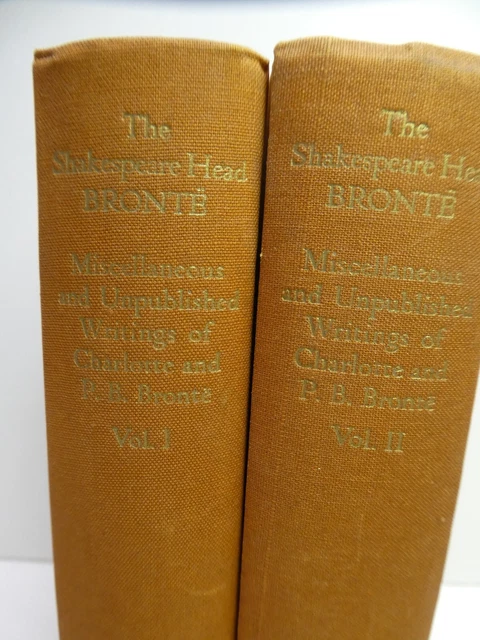 The
Shakespeare Head
BRONTË
Miscellaneous
and Unpublished
Writings of
Charlotte and
P. B. Brontë
Vol. I
The
Shakespeare Hea
BRONTË
Miscellaneous
and Unpublished
Writings of
Charlotte and
P. B. Brontë
Vol. II